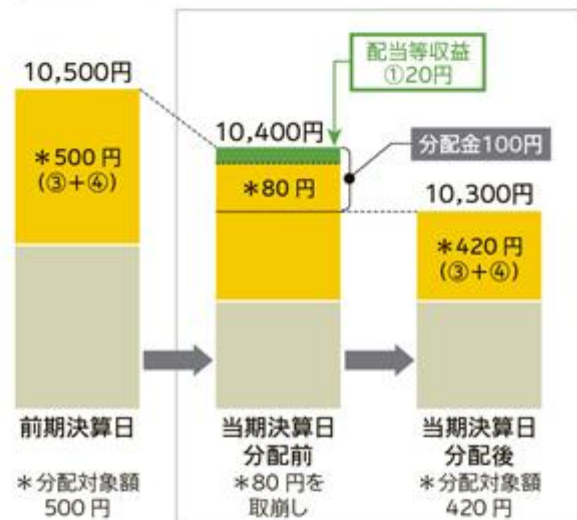 配当等収益
①20円
10,500円
10,400円
分配金100円
＊500円
(③＋④)
＊80円
10,300円
＊420円
(③＋④)
前期決算日
＊分配対象額
500円
当期決算日
分配前
＊80円を
取崩し
当期決算日
分配後
＊分配対象額
420円